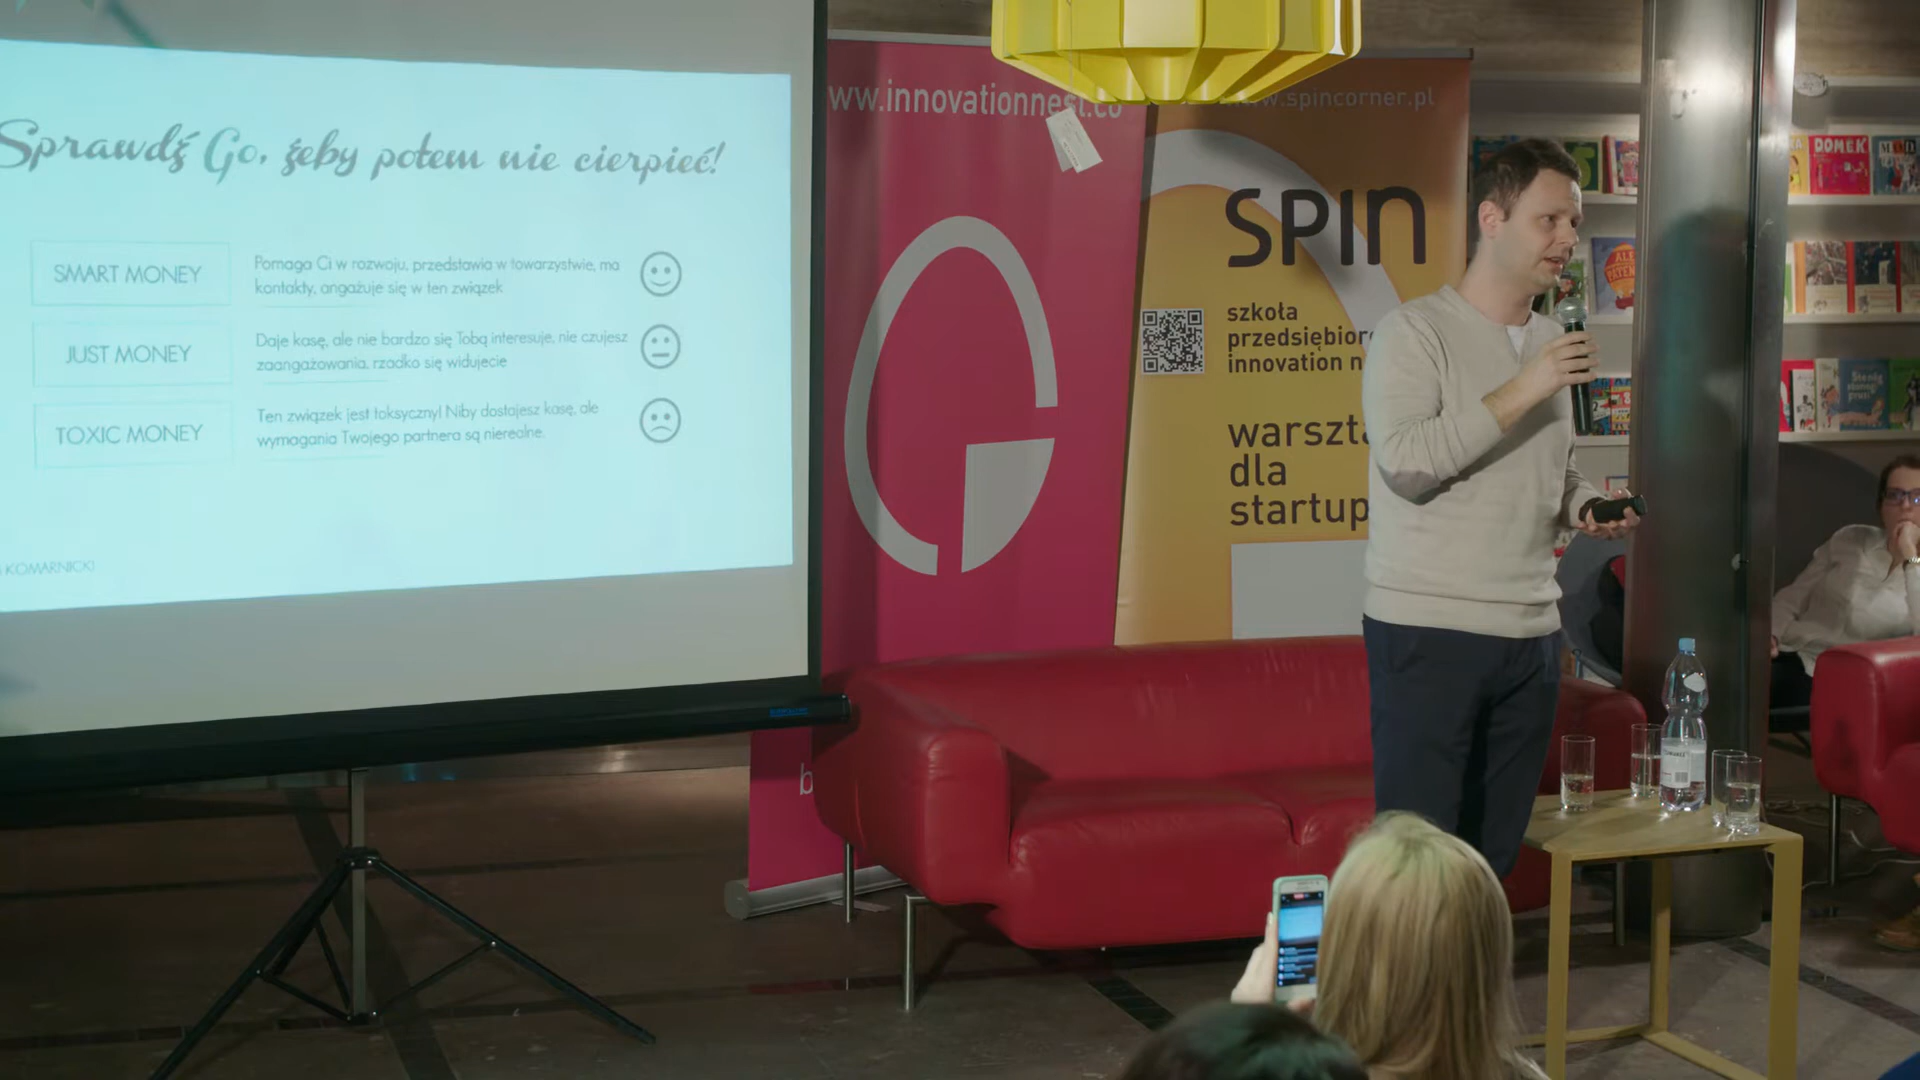 Sprawdź Go, żeby potem nie cierpieć!
SMART MONEY
Pomaga Ci w rozwoju, przedstawia w towarzystwie, ma
kontakty, angażuje się w ten związek
JUST MONEY
Daje kasę, ale nie bardzo się Tobą interesuje, nie czujesz
zaangażowania, rzadko się widujecie
TOXIC MONEY
Ten związek jest toksyczny! Niby dostajesz kasę, ale
wymagania Twojego partnera są nierealne.
KOMARNICKI
ww.innovationnest.co
www.spincorner.pl
SPIN
szkoła
przedsiębiorc
innovation n
warszta
dla
startup
DOMEK